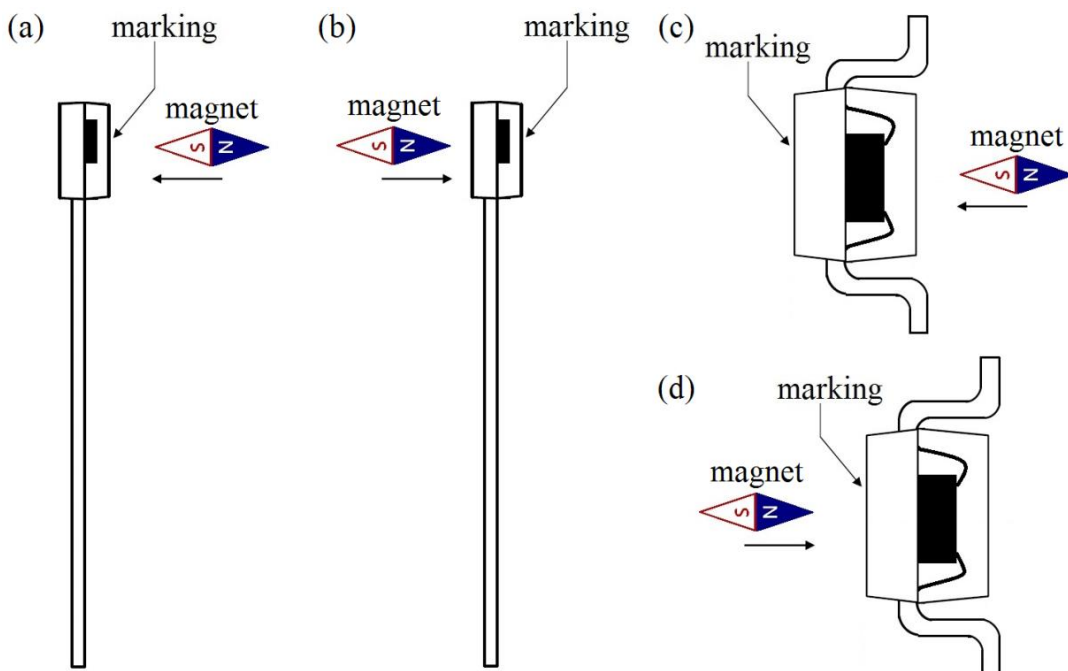 (a)
marking
magnet
S N
(b)
marking
magnet
S N
(c)
marking
magnet
S N
(d)
marking
magnet
S N